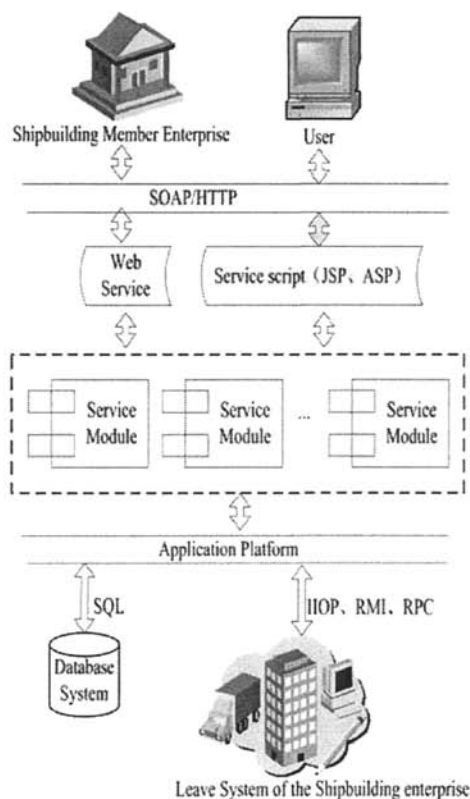 Shipbuilding Member Enterprise
User
SOAP/HTTP
Web
Service
Service script（JSP、ASP）
Service
Module
Service
Module
...
Service
Module
Application Platform
SQL
IIOP、RMI、RPC
Database
System
Leave System of the Shipbuilding enterprise